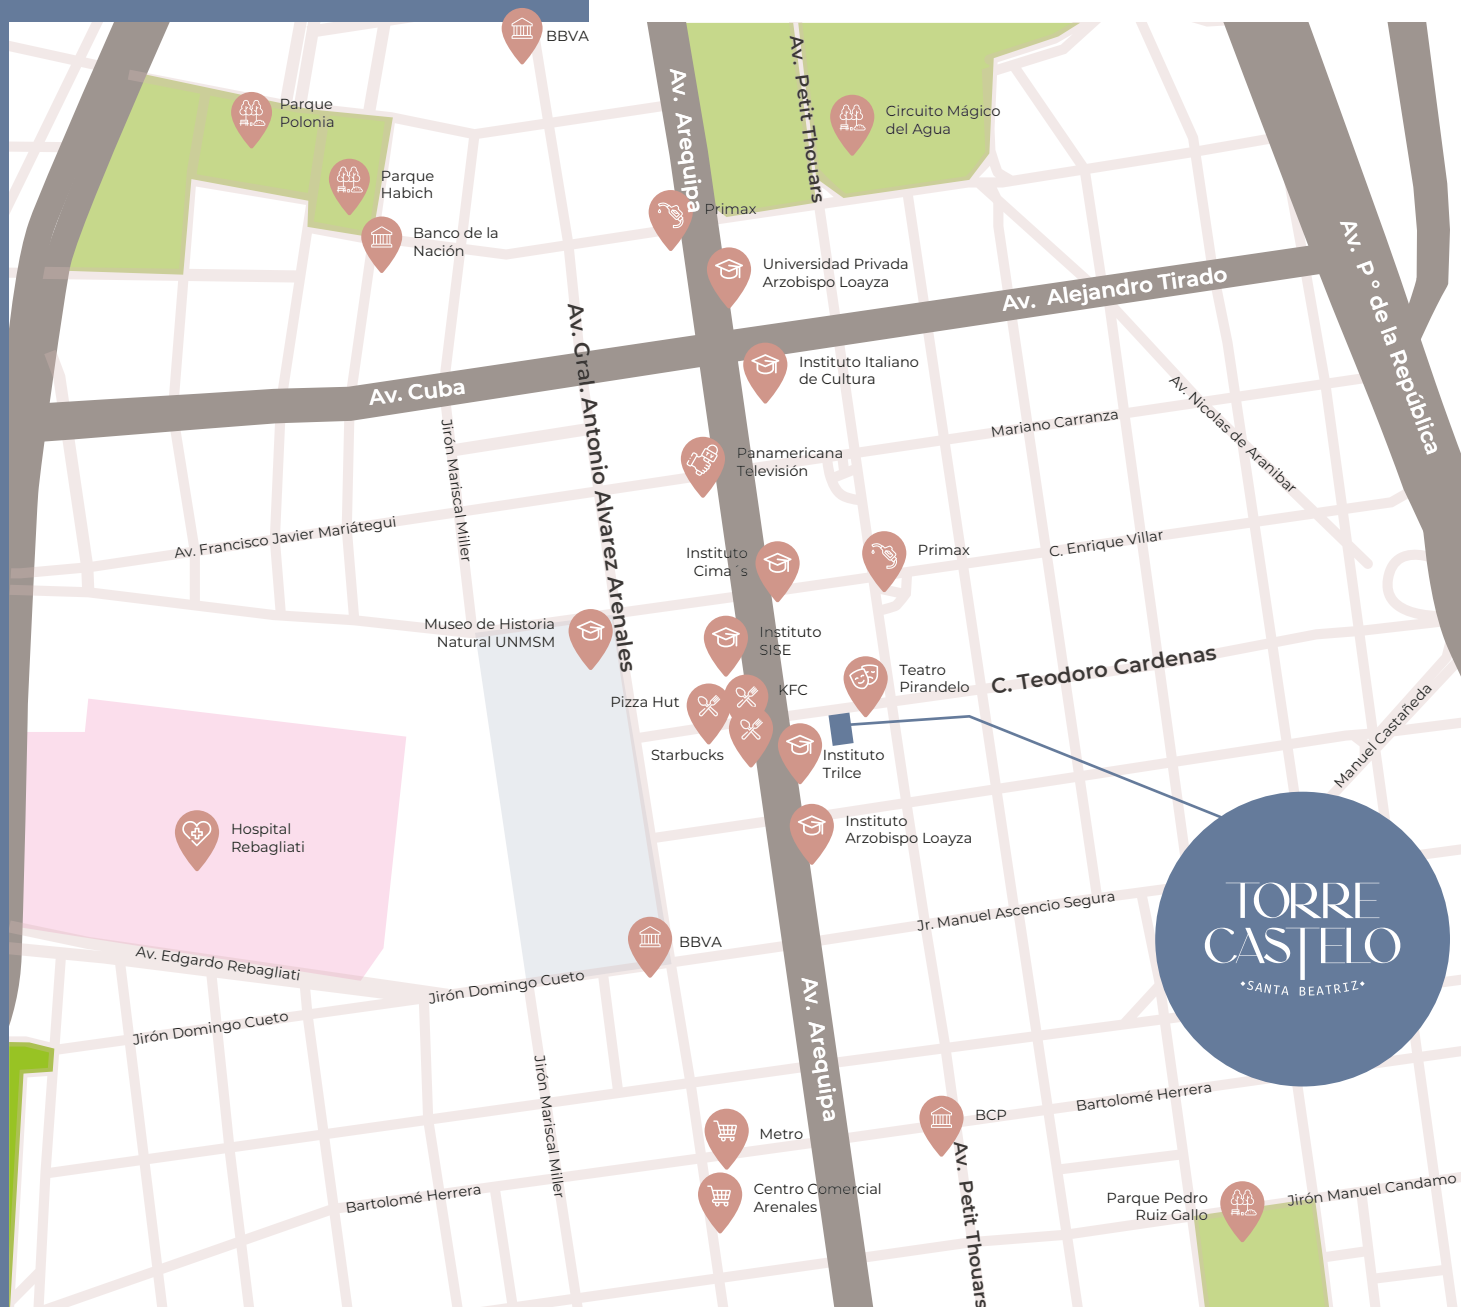 BBVA
Parque
Polonia
Parque
Habich
Banco de la
Nación
Av. Arequipa
Av. Petit Thouars
Circuito Mágico
del Agua
Primax
Universidad Privada
Arzobispo Loayza
Av. Alejandro Tirado
Av. P° de la República
Av. Cuba
Av. Gral. Antonio Alvarez Arenales
Instituto Italiano
de Cultura
Av. Nicolas de Aranibar
Mariano Carranza
Jirón Mariscal Miller
Panamericana
Televisión
Av. Francisco Javier Mariátegui
Instituto
Cima´s
Primax
C. Enrique Villar
Museo de Historia
Natural UNMSM
Instituto
SISE
Teatro
Pirandelo
C. Teodoro Cardenas
Pizza Hut
KFC
Starbucks
Instituto
Trilce
Manuel Castañeda
Hospital
Rebagliati
Instituto
Arzobispo Loayza
TORRE
CASTELO
•SANTA BEATRIZ•
Jr. Manuel Ascencio Segura
BBVA
Av. Edgardo Rebagliati
Jirón Domingo Cueto
Jirón Domingo Cueto
Av. Arequipa
Jirón Mariscal Miller
Bartolomé Herrera
BCP
Metro
Av. Petit Thouars
Centro Comercial
Arenales
Bartolomé Herrera
Parque Pedro
Ruiz Gallo
Jirón Manuel Candamo